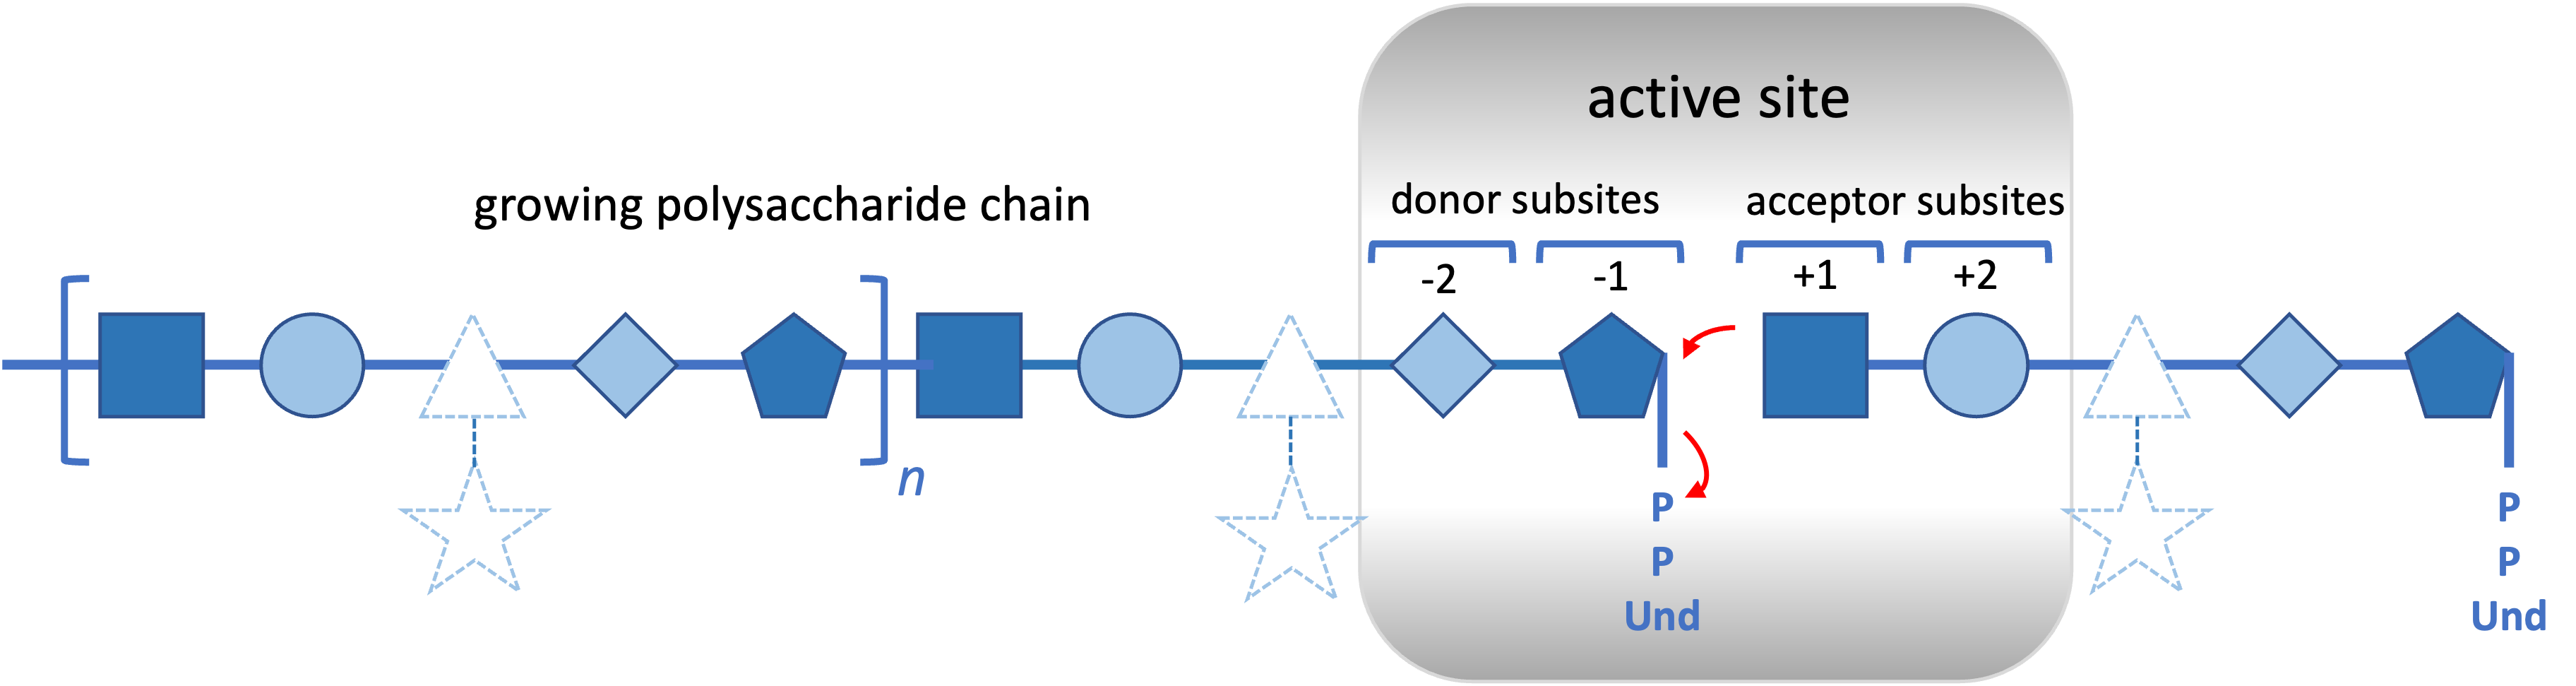 active site
growing polysaccharide chain
donor subsites
acceptor subsites
-2
-1
+1
+2
n
P
P
Und
P
P
Und